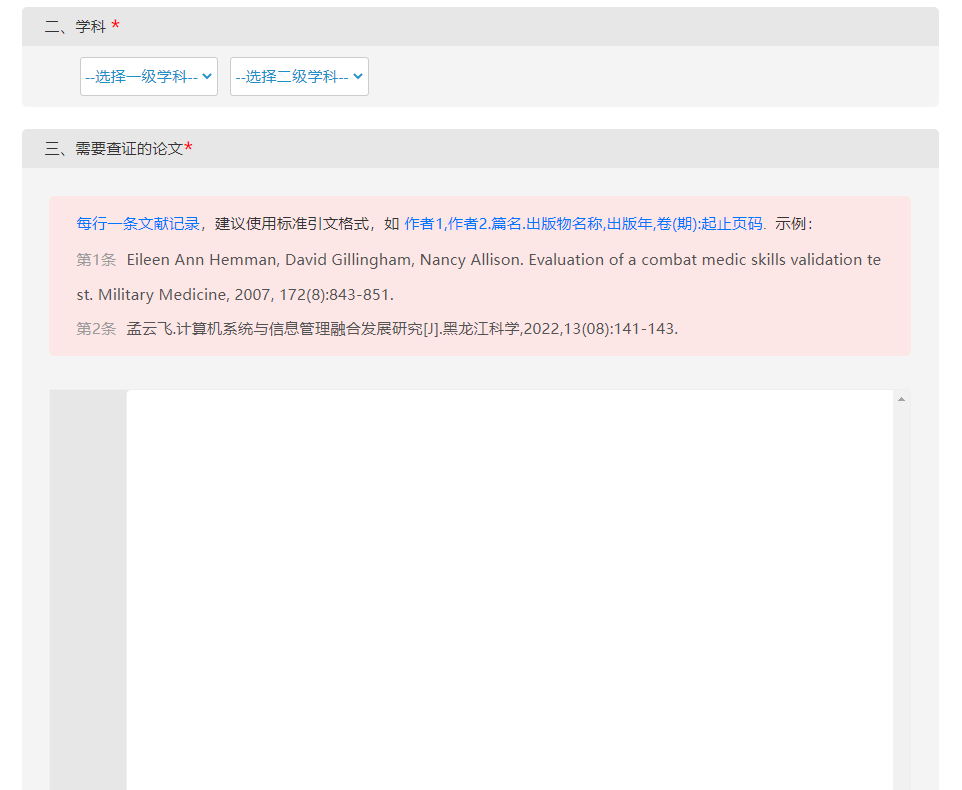 二、学科 *
--选择一级学科-- --选择二级学科--
三、需要查证的论文*
每行一条文献记录，建议使用标准引文格式，如 作者1,作者2.篇名.出版物名称,出版年,卷(期):起止页码. 示例：
第1条 Eileen Ann Hemman, David Gillingham, Nancy Allison. Evaluation of a combat medic skills validation te
st. Military Medicine, 2007, 172(8):843-851.
第2条 孟云飞.计算机系统与信息管理融合发展研究[J].黑龙江科学,2022,13(08):141-143.